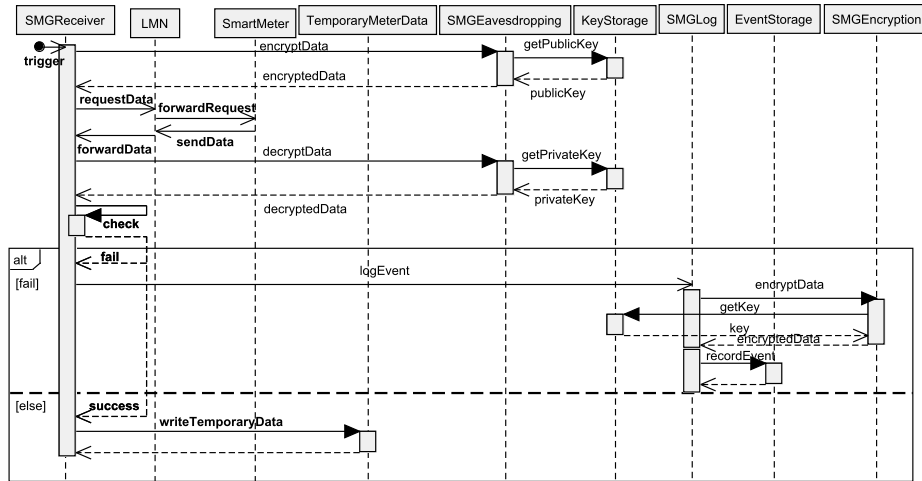 SMGReceiver
LMN
SmartMeter
TemporaryMeterData
SMGEavesdropping
KeyStorage
SMGLog
EventStorage
SMGEncryption
trigger
encryptData
getPublicKey
encryptedData
publicKey
requestData
forwardRequest
forwardData
sendData
decryptData
getPrivateKey
privateKey
decryptedData
check
alt
fail
[fail]
logEvent
encryptData
getKey
key
encryptedData
recordEvent
[else]
success
writeTemporaryData